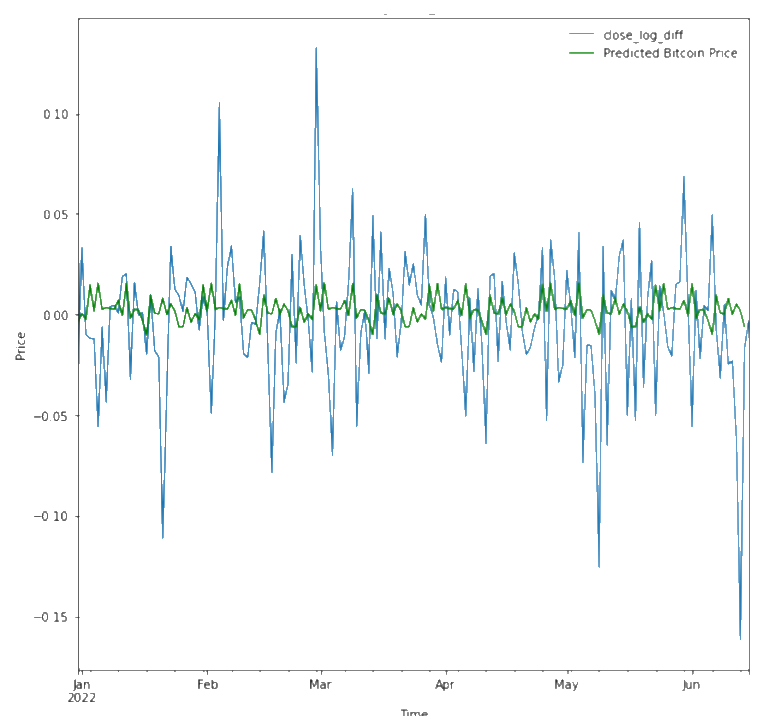 close_log_diff
Predicted Bitcoin Price
0.10
0.05
0.00
−0.05
−0.10
−0.15
Price
Jan
2022
Feb
Mar
Apr
May
Jun
Time